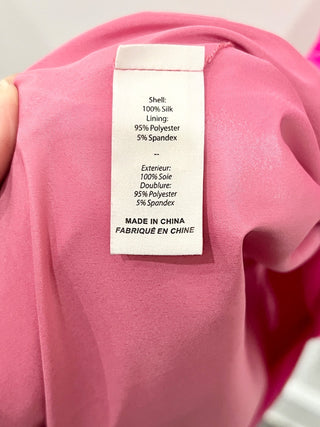 Shell:
100% Silk
Lining:
95% Polyester
5% Spandex
--
Exterieur:
100% Soie
Doublure:
95% Polyester
5% Spandex
MADE IN CHINA
FABRIQUÉ EN CHINE